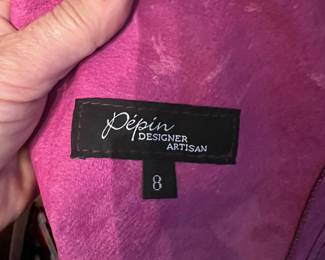 Pépin
DESIGNER
ARTISAN
8